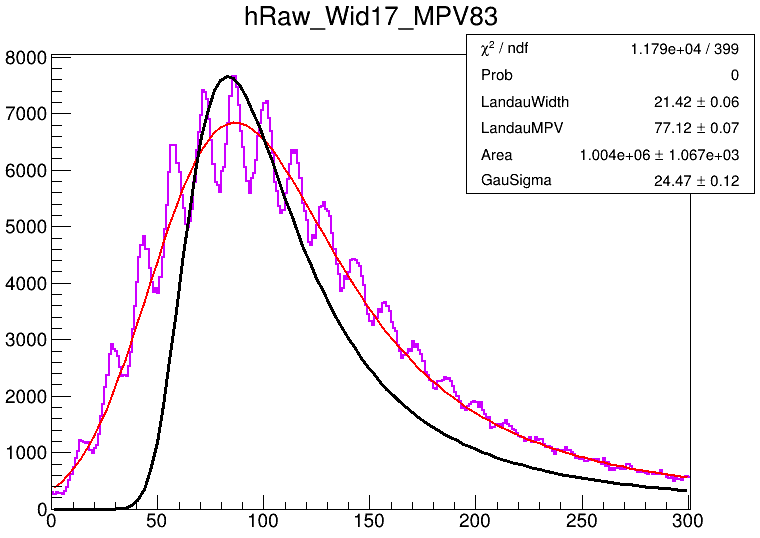 hRaw_Wid17_MPV83
χ² / ndf 1.179e+04 / 399
Prob 0
LandauWidth 21.42 ± 0.06
LandauMPV 77.12 ± 0.07
Area 1.004e+06 ± 1.067e+03
GauSigma 24.47 ± 0.12
8000
7000
6000
5000
4000
3000
2000
1000
0
0 50 100 150 200 250 300